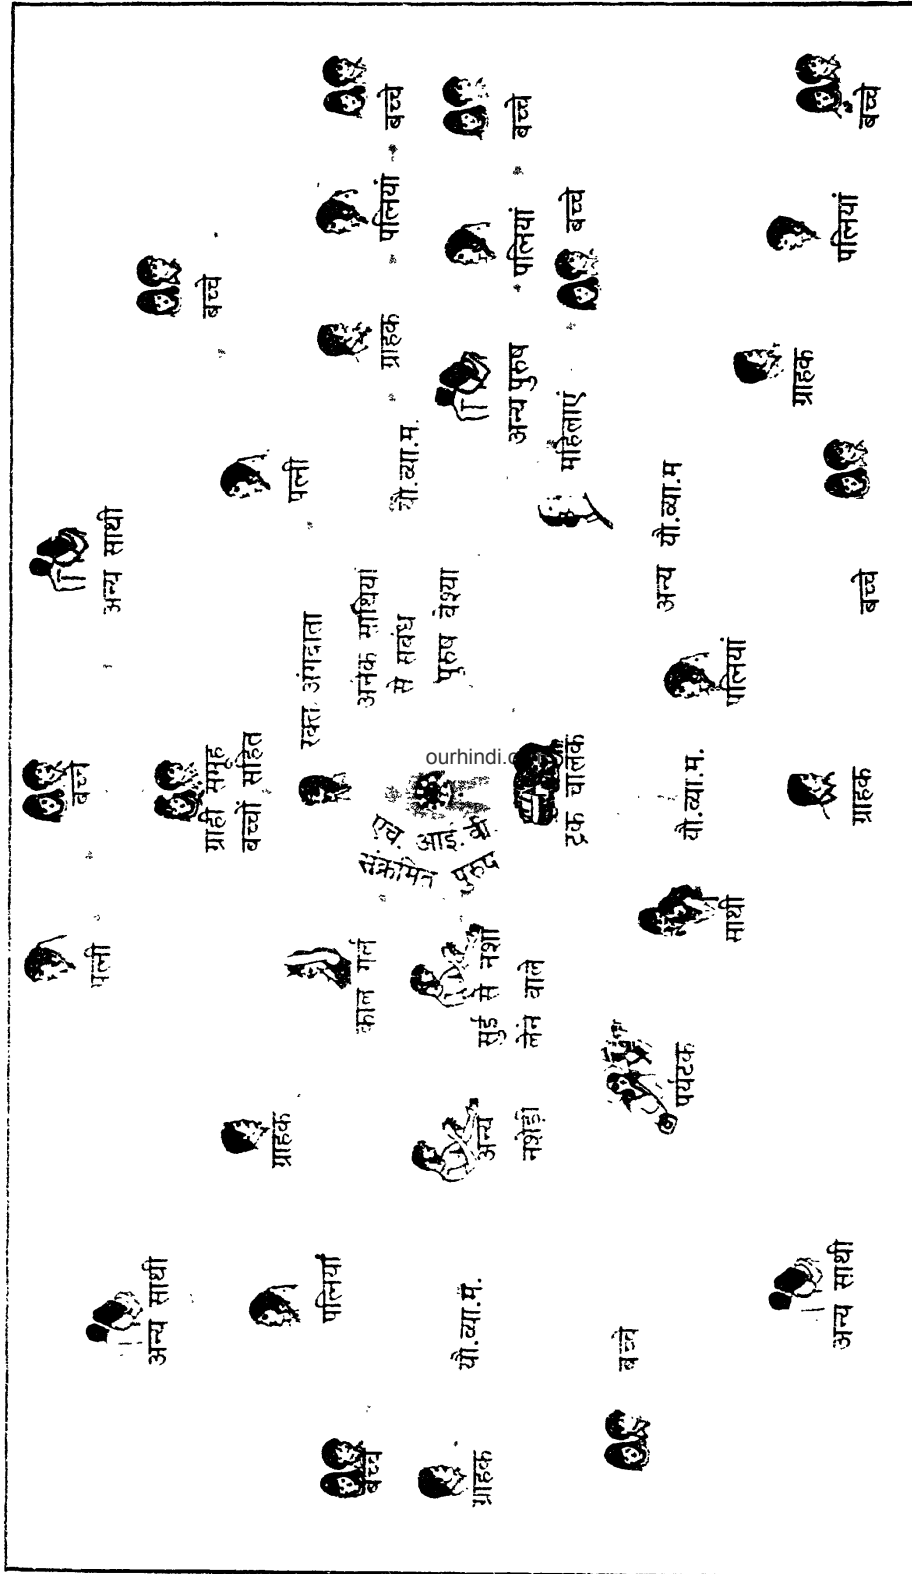 पत्नी
बच्चे
अन्य साथी
अन्य साथी
ग्राही समूह
बच्चों सहित
बच्चे
ग्राहक
पत्नी
पत्नियां
रक्त अंगदाता
बच्चे
काल गर्ल
अनेक साथियों
से संबंध
पुरुष वेश्या
यौ.व्या.म.
ग्राहक
पत्नियां
बच्चे
एच. आई. वी
संक्रमित पुरुष
ourhindi.c
ग्राहक
यौ.व्या.म.
अन्य
नशेड़ी
सुई से नशा
लेने वाले
अन्य पुरुष
पत्नियां
बच्चे
ट्रक चालक
महिलाएं
बच्चे
बच्चे
पर्यटक
यौ.व्या.म.
अन्य यौ.व्या.म
साथी
पत्नियां
ग्राहक
अन्य साथी
ग्राहक
बच्चे
पत्नियां
बच्चे